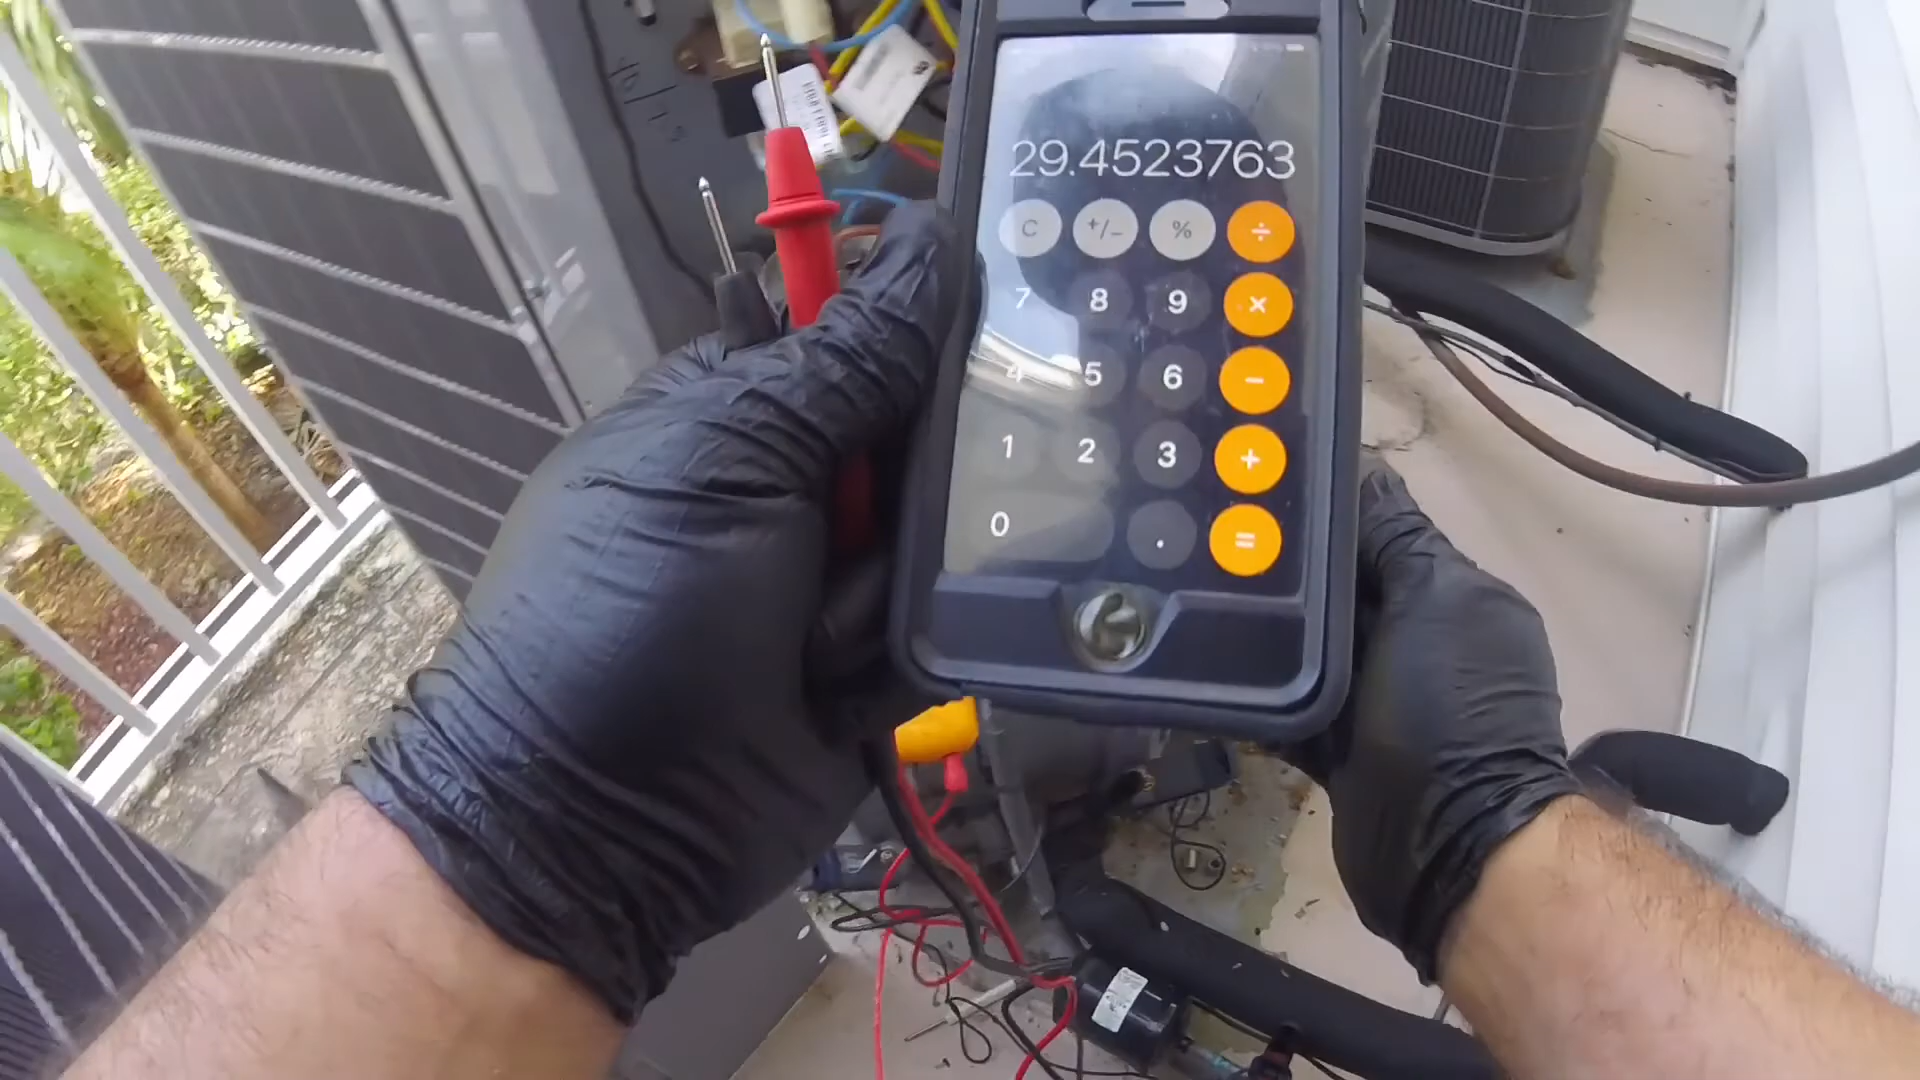 29.4523763
C +/- % ÷
7 8 9 ×
4 5 6 −
1 2 3 +
0 . =